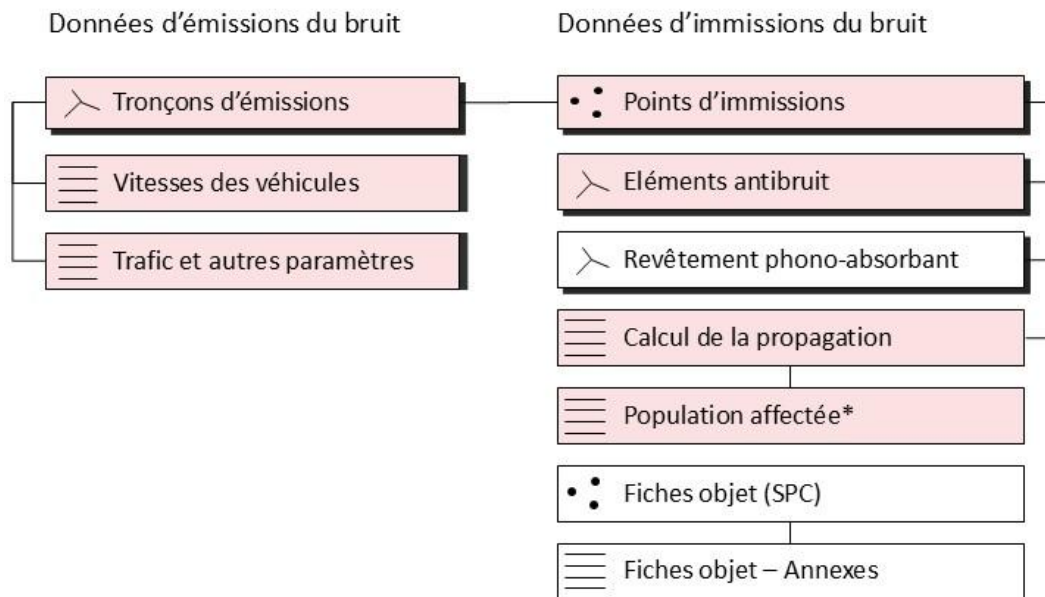 Données d’émissions du bruit
Tronçons d’émissions
Vitesses des véhicules
Trafic et autres paramètres
Données d’immissions du bruit
Points d’immissions
Eléments antibruit
Revêtement phono-absorbant
Calcul de la propagation
Population affectée*
Fiches objet (SPC)
Fiches objet – Annexes